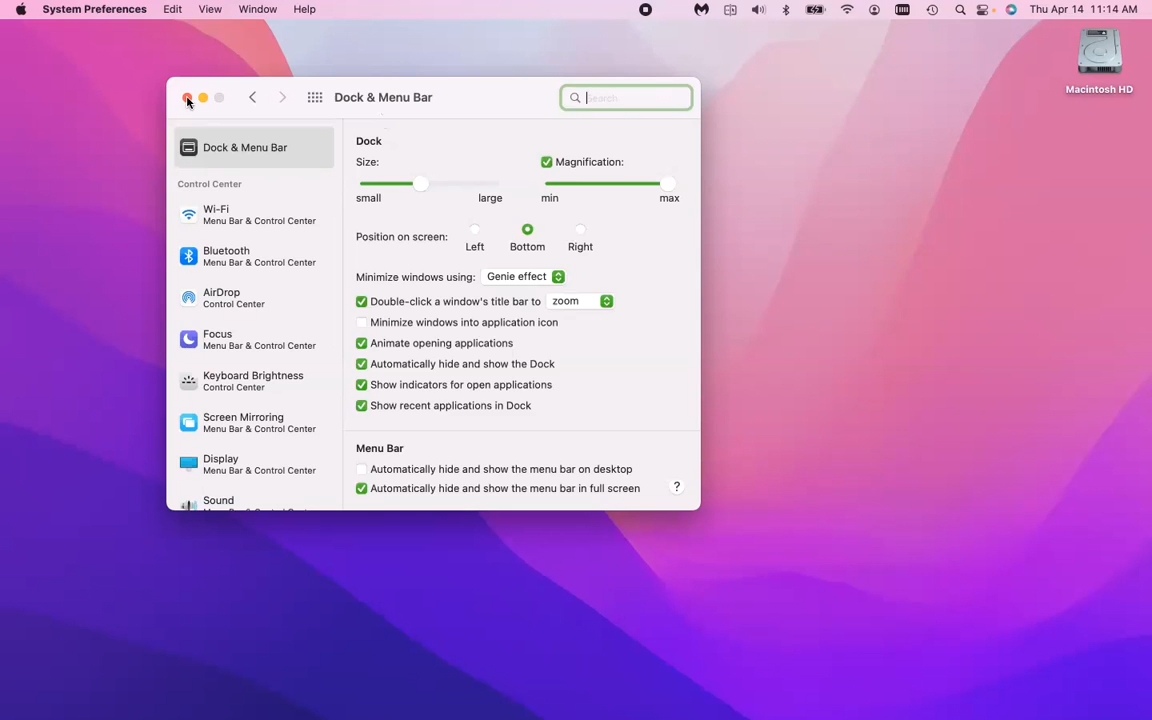 System Preferences Edit View Window Help
Thu Apr 14 11:14 AM
Macintosh HD
Dock & Menu Bar
Search
Dock & Menu Bar
Control Center
Wi-Fi
Menu Bar & Control Center
Bluetooth
Menu Bar & Control Center
AirDrop
Control Center
Focus
Menu Bar & Control Center
Keyboard Brightness
Control Center
Screen Mirroring
Menu Bar & Control Center
Display
Menu Bar & Control Center
Sound
Dock
Size:
Magnification:
small large
min max
Position on screen:
Left Bottom Right
Minimize windows using: Genie effect
Double-click a window's title bar to zoom
Minimize windows into application icon
Animate opening applications
Automatically hide and show the Dock
Show indicators for open applications
Show recent applications in Dock
Menu Bar
Automatically hide and show the menu bar on desktop
Automatically hide and show the menu bar in full screen
?